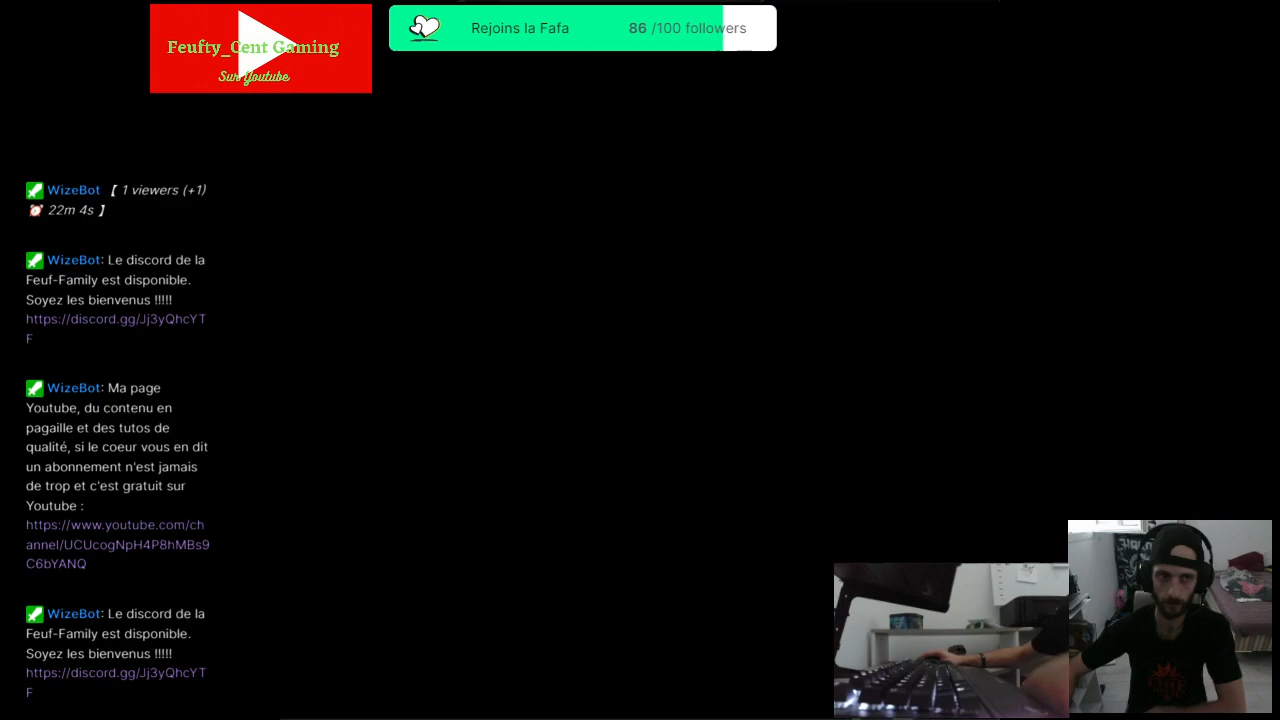 Feufty_Cent Gaming
Sur Youtube
Rejoins la Fafa 86 /100 followers
WizeBot 【 1 viewers (+1)
⏰ 22m 4s 】
WizeBot: Le discord de la
Feuf-Family est disponible.
Soyez les bienvenus !!!!!
https://discord.gg/Jj3yQhcYT
F
WizeBot: Ma page
Youtube, du contenu en
pagaille et des tutos de
qualité, si le coeur vous en dit
un abonnement n'est jamais
de trop et c'est gratuit sur
Youtube :
https://www.youtube.com/ch
annel/UCUcogNpH4P8hMBs9
C6bYANQ
WizeBot: Le discord de la
Feuf-Family est disponible.
Soyez les bienvenus !!!!!
https://discord.gg/Jj3yQhcYT
F